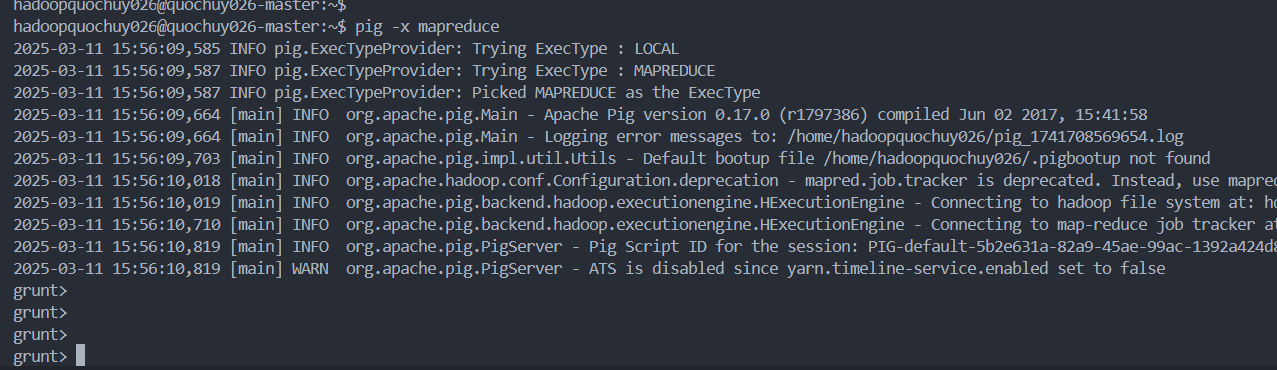 hadoopquochuy026@quochuy026-master:~$
hadoopquochuy026@quochuy026-master:~$ pig -x mapreduce
2025-03-11 15:56:09,585 INFO pig.ExecTypeProvider: Trying ExecType : LOCAL
2025-03-11 15:56:09,587 INFO pig.ExecTypeProvider: Trying ExecType : MAPREDUCE
2025-03-11 15:56:09,587 INFO pig.ExecTypeProvider: Picked MAPREDUCE as the ExecType
2025-03-11 15:56:09,664 [main] INFO  org.apache.pig.Main - Apache Pig version 0.17.0 (r1797386) compiled Jun 02 2017, 15:41:58
2025-03-11 15:56:09,664 [main] INFO  org.apache.pig.Main - Logging error messages to: /home/hadoopquochuy026/pig_1741708569654.log
2025-03-11 15:56:09,703 [main] INFO  org.apache.pig.impl.util.Utils - Default bootup file /home/hadoopquochuy026/.pigbootup not found
2025-03-11 15:56:10,018 [main] INFO  org.apache.hadoop.conf.Configuration.deprecation - mapred.job.tracker is deprecated. Instead, use mapred
2025-03-11 15:56:10,019 [main] INFO  org.apache.pig.backend.hadoop.executionengine.HExecutionEngine - Connecting to hadoop file system at:
2025-03-11 15:56:10,710 [main] INFO  org.apache.pig.backend.hadoop.executionengine.HExecutionEngine - Connecting to map-reduce job tracker at
2025-03-11 15:56:10,819 [main] INFO  org.apache.pig.PigServer - Pig Script ID for the session: PIG-default-5b2e631a-82a9-45ae-99ac-1392a424d8
2025-03-11 15:56:10,819 [main] WARN  org.apache.pig.PigServer - ATS is disabled since yarn.timeline-service.enabled set to false
grunt>
grunt>
grunt>
grunt>